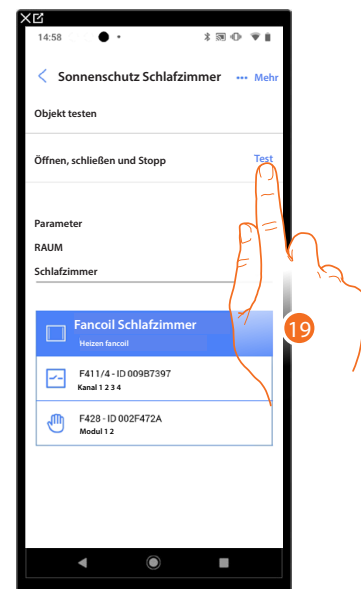 14:58
Sonnenschutz Schlafzimmer ••• Mehr
Objekt testen
Öffnen, schließen und Stopp Test
Parameter
RAUM
Schlafzimmer
Fancoil Schlafzimmer
Heizen fancoil
F411/4 - ID 009B7397
Kanal 1 2 3 4
F428 - ID 002F472A
Modul 1 2
19